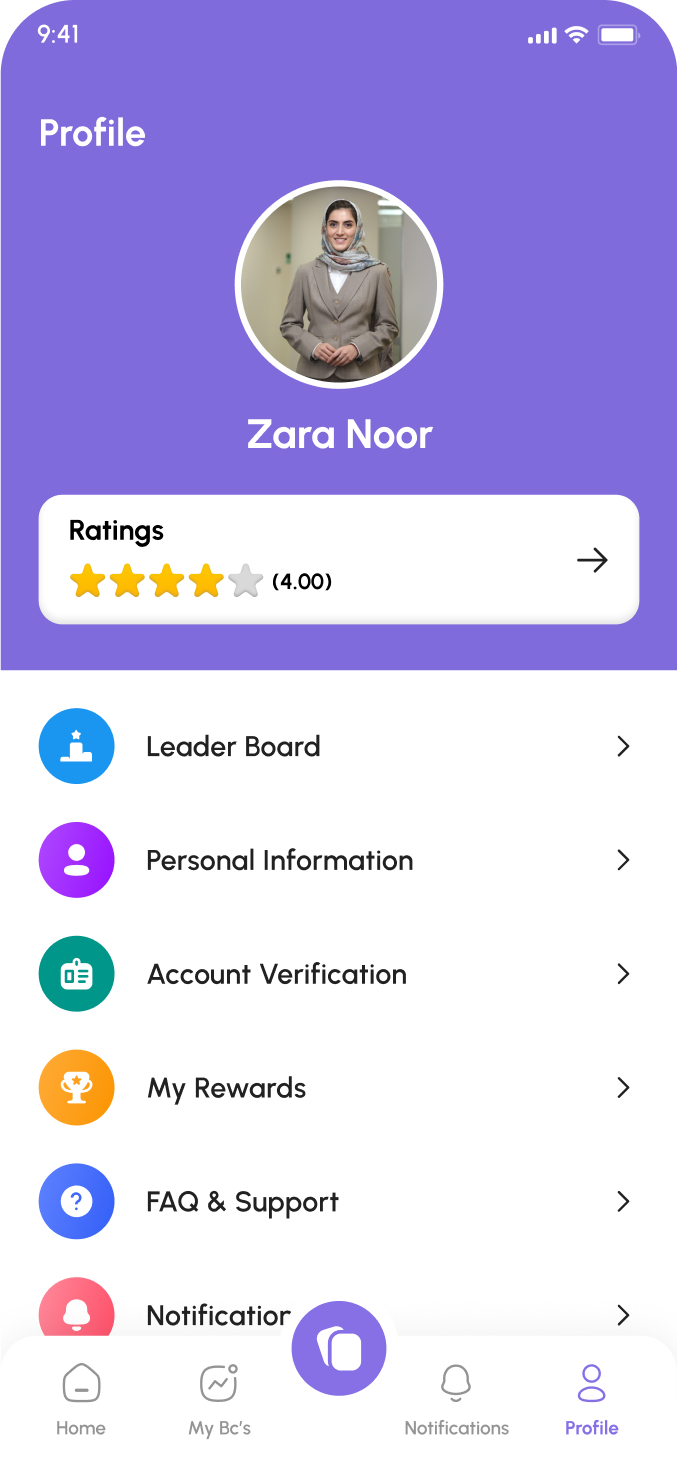 9:41
Profile
Zara Noor
Ratings
(4.00)
Leader Board
Personal Information
Account Verification
My Rewards
FAQ & Support
?
Home
My Bc's
Notifications
Profile